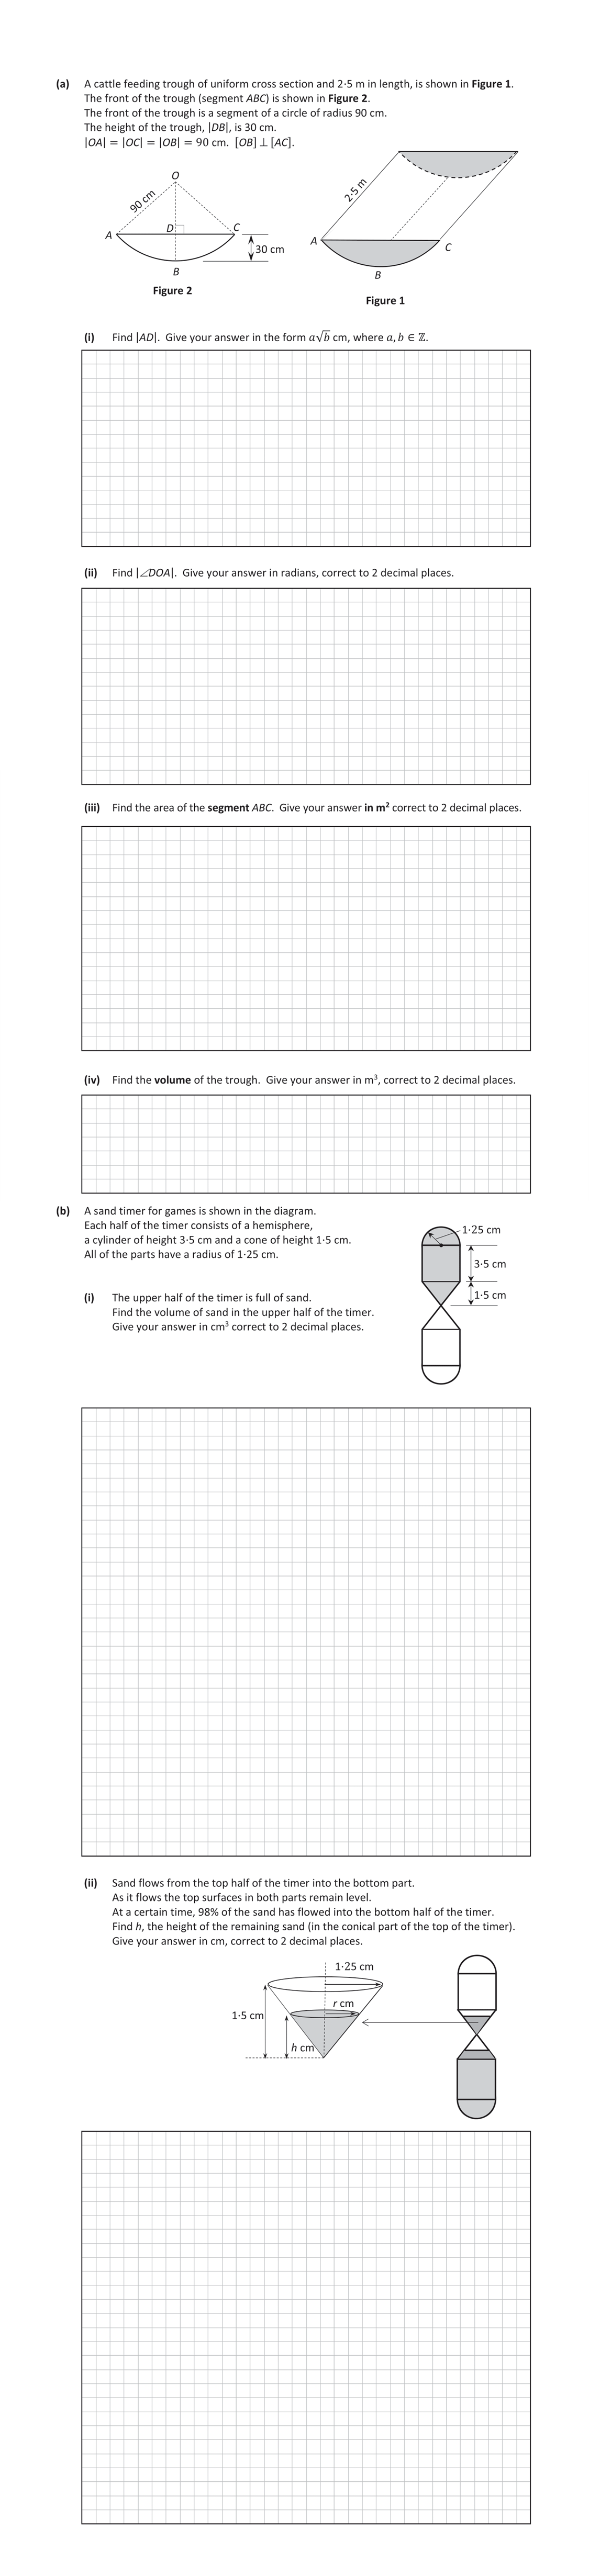 (a) A cattle feeding trough of uniform cross section and 2·5 m in length, is shown in Figure 1.
The front of the trough (segment ABC) is shown in Figure 2.
The front of the trough is a segment of a circle of radius 90 cm.
The height of the trough, |DB|, is 30 cm.
|OA| = |OC| = |OB| = 90 cm. [OB] ⊥ [AC].
O
90 cm
A
D
C
30 cm
B
Figure 2
2·5 m
A
C
B
Figure 1
(i) Find |AD|. Give your answer in the form a√b cm, where a, b ∈ ℤ.
(ii) Find |∠DOA|. Give your answer in radians, correct to 2 decimal places.
(iii) Find the area of the segment ABC. Give your answer in m² correct to 2 decimal places.
(iv) Find the volume of the trough. Give your answer in m³, correct to 2 decimal places.
(b) A sand timer for games is shown in the diagram.
Each half of the timer consists of a hemisphere,
a cylinder of height 3·5 cm and a cone of height 1·5 cm.
All of the parts have a radius of 1·25 cm.
1·25 cm
3·5 cm
1·5 cm
(i) The upper half of the timer is full of sand.
Find the volume of sand in the upper half of the timer.
Give your answer in cm³ correct to 2 decimal places.
(ii) Sand flows from the top half of the timer into the bottom part.
As it flows the top surfaces in both parts remain level.
At a certain time, 98% of the sand has flowed into the bottom half of the timer.
Find h, the height of the remaining sand (in the conical part of the top of the timer).
Give your answer in cm, correct to 2 decimal places.
1·25 cm
r cm
1·5 cm
h cm